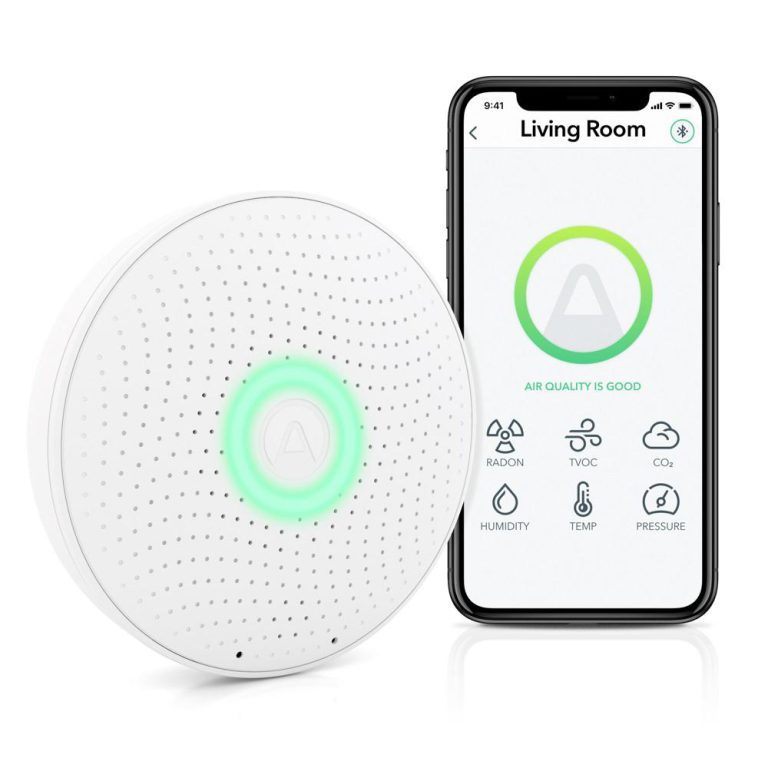 9:41
Living Room
A
AIR QUALITY IS GOOD
RADON TVOC CO₂
HUMIDITY TEMP PRESSURE
A